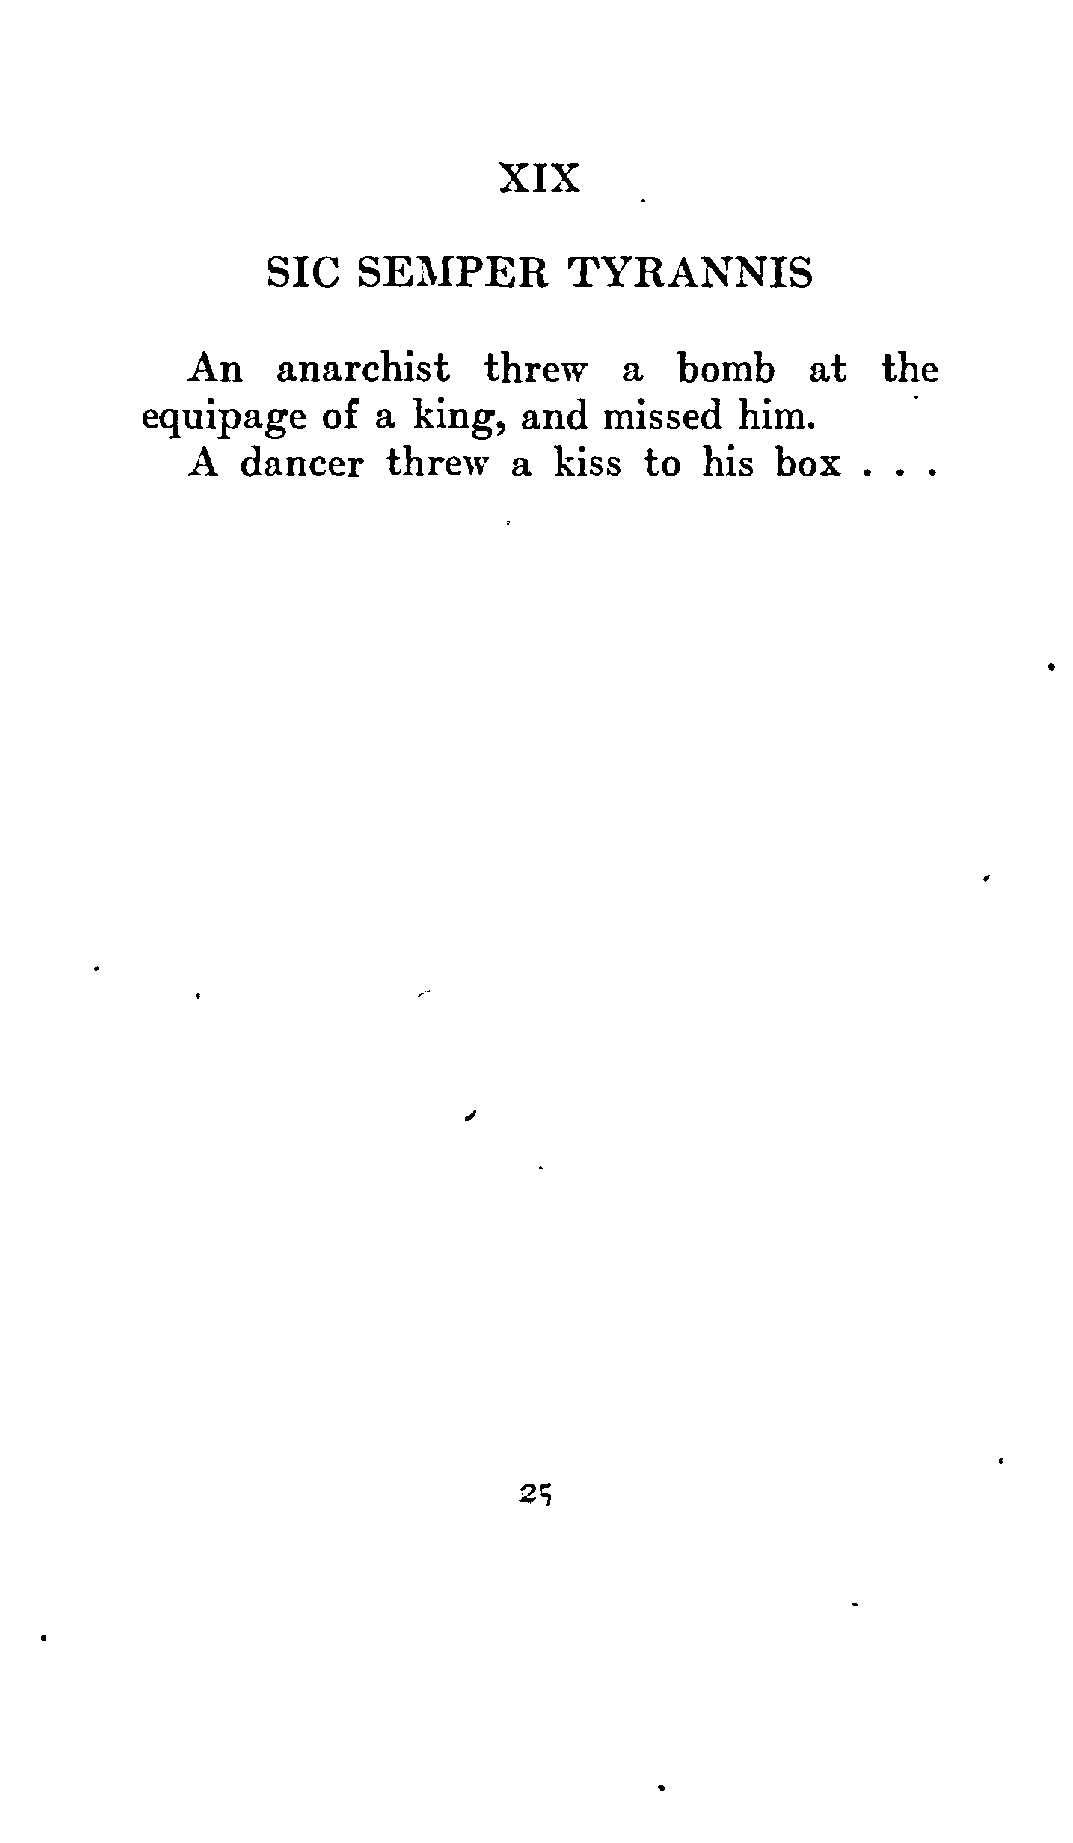 XIX
SIC SEMPER TYRANNIS
An anarchist threw a bomb at the
equipage of a king, and missed him.
A dancer threw a kiss to his box . . .
25